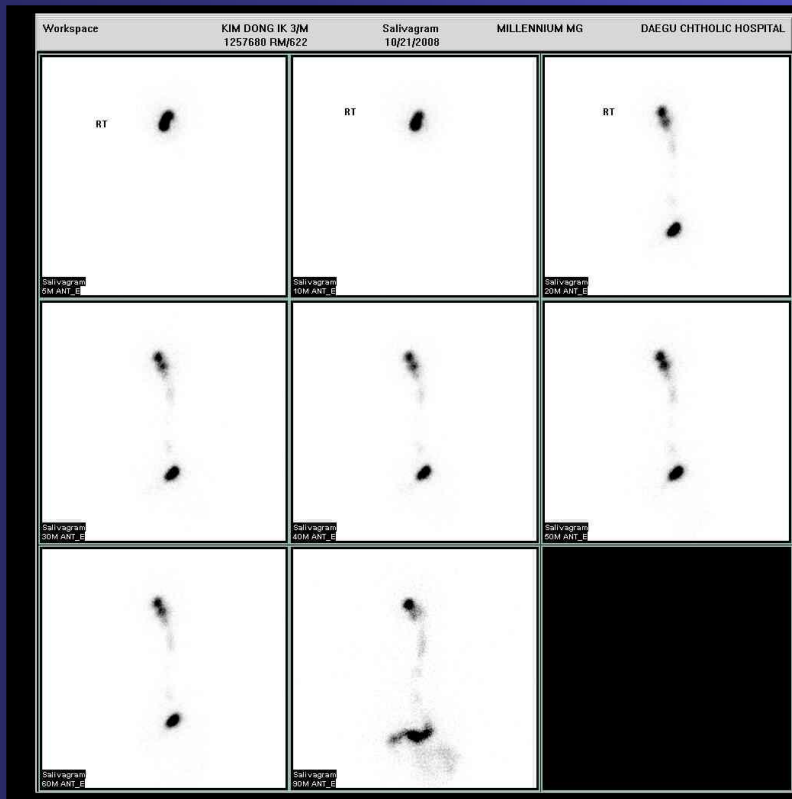 Workspace KIM DONG IK 3/M Salivagram MILLENNIUM MG DAEGU CHTHOLIC HOSPITAL
1257680 RM/622 10/21/2008
RT RT RT
Salivagram Salivagram Salivagram
5M ANT_E 10M ANT_E 20M ANT_E
Salivagram Salivagram Salivagram
30M ANT_E 40M ANT_E 50M ANT_E
Salivagram Salivagram
60M ANT_E 90M ANT_E